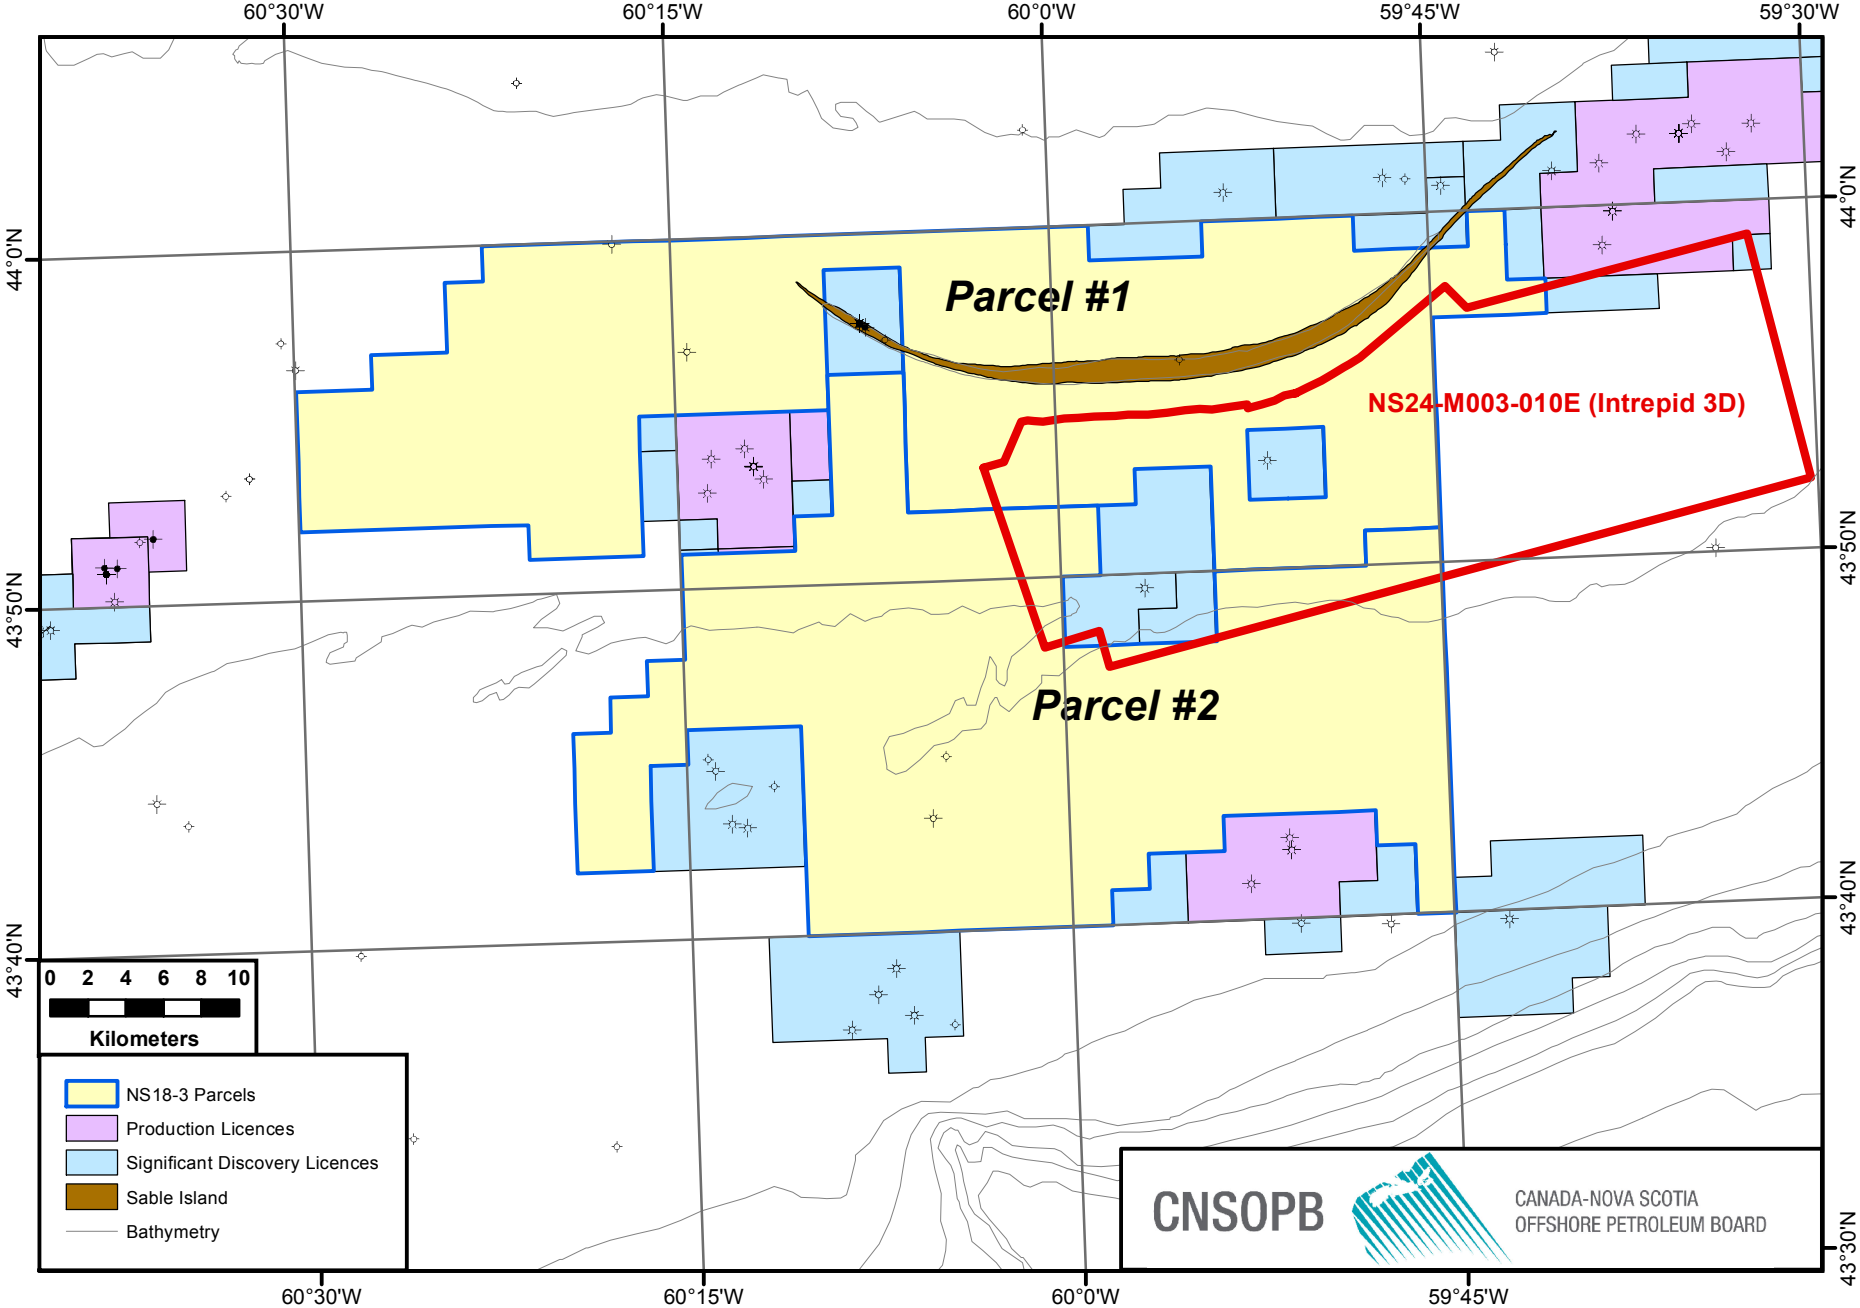 60°30'W 60°15'W 60°0'W 59°45'W 59°30'W
44°0'N
44°0'N
Parcel #1
NS24-M003-010E (Intrepid 3D)
43°50'N
43°50'N
Parcel #2
43°40'N
43°40'N
0 2 4 6 8 10
Kilometers
NS18-3 Parcels
Production Licences
Significant Discovery Licences
Sable Island
Bathymetry
CNSOPB
CANADA-NOVA SCOTIA
OFFSHORE PETROLEUM BOARD
43°30'N
60°30'W 60°15'W 60°0'W 59°45'W